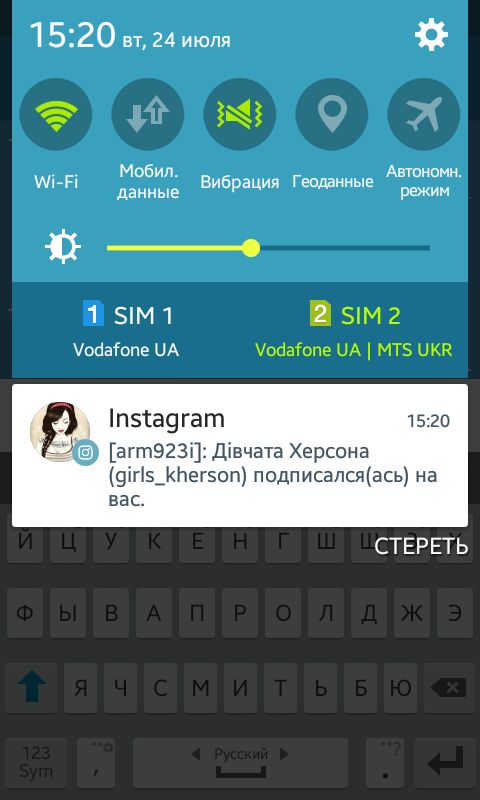 15:20 вт, 24 июля
Wi-Fi
Мобил.
данные
Вибрация
Геоданные
Автономн.
режим
1 SIM 1
Vodafone UA
2 SIM 2
Vodafone UA | MTS UKR
Instagram 15:20
[arm923i]: Дівчата Херсона
(girls_kherson) подписался(ась) на
вас.
СТЕРЕТЬ
Й Ц У К Е Н Г Ш Щ З Х
Ф Ы В А П Р О Л Д Ж Э
Я Ч С М И Т Ь Б Ю
123
Sym
,
Русский
. ?